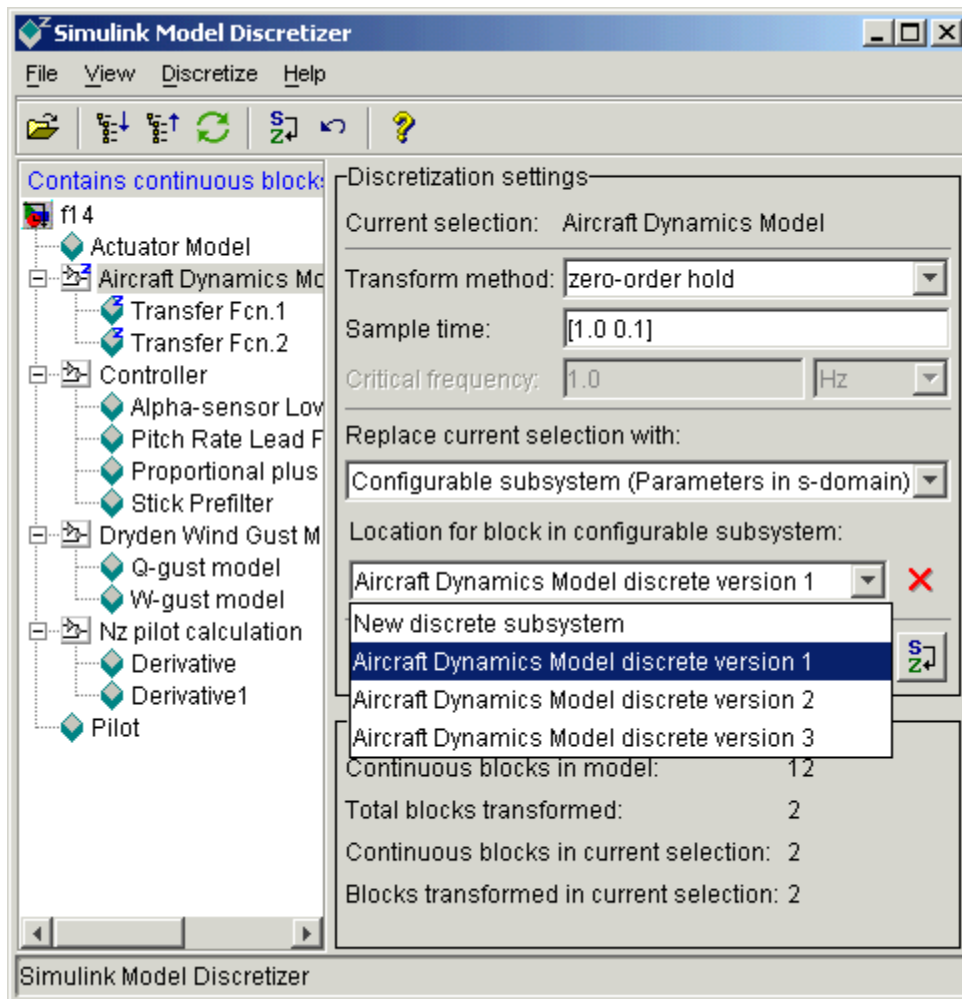 Simulink Model Discretizer
File View Discretize Help
Contains continuous block
f14
Actuator Model
Aircraft Dynamics Mo
Transfer Fcn.1
Transfer Fcn.2
Controller
Alpha-sensor Lov
Pitch Rate Lead F
Proportional plus
Stick Prefilter
Dryden Wind Gust M
Q-gust model
W-gust model
Nz pilot calculation
Derivative
Derivative1
Pilot
Discretization settings
Current selection: Aircraft Dynamics Model
Transform method: zero-order hold
Sample time: [1.0 0.1]
Critical frequency: 1.0 Hz
Replace current selection with:
Configurable subsystem (Parameters in s-domain)
Location for block in configurable subsystem:
Aircraft Dynamics Model discrete version 1
New discrete subsystem
Aircraft Dynamics Model discrete version 1
Aircraft Dynamics Model discrete version 2
Aircraft Dynamics Model discrete version 3
Continuous blocks in model: 12
Total blocks transformed: 2
Continuous blocks in current selection: 2
Blocks transformed in current selection: 2
Simulink Model Discretizer